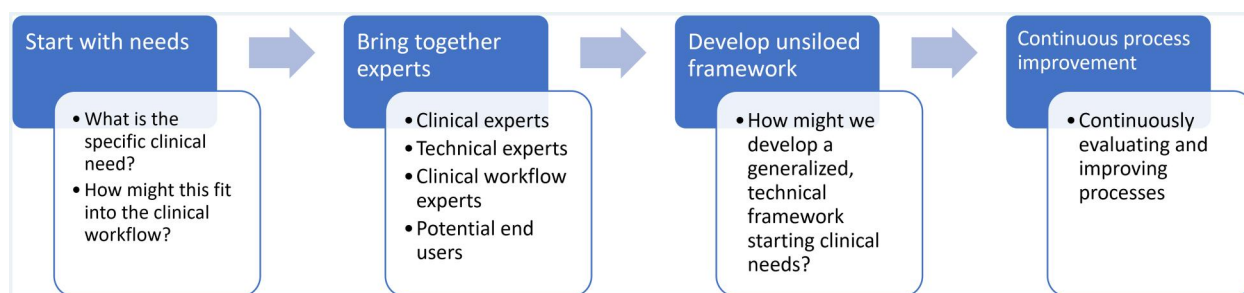 Start with needs
• What is the
specific clinical
need?
• How might this fit
into the clinical
workflow?
Bring together
experts
• Clinical experts
• Technical experts
• Clinical workflow
experts
• Potential end
users
Develop unsiloed
framework
• How might we
develop a
generalized,
technical
framework
starting clinical
needs?
Continuous process
improvement
• Continuously
evaluating and
improving
processes